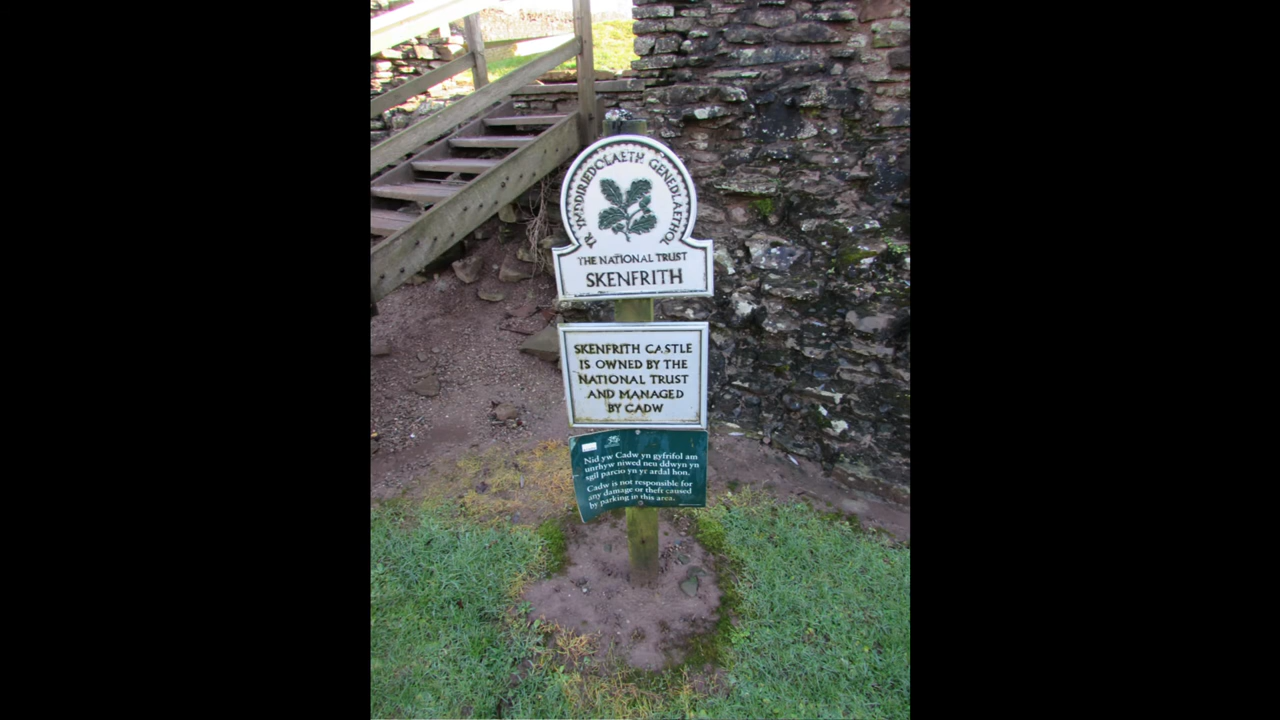 YR YMDDIRIEDOLAETH GENEDLAETHOL
THE NATIONAL TRUST
SKENFRITH
SKENFRITH CASTLE
IS OWNED BY THE
NATIONAL TRUST
AND MANAGED
BY CADW
Nid yw Cadw yn gyfrifol am
unrhyw niwed neu ddwyn yn
sgil parcio yn yr ardal hon.
Cadw is not responsible for
any damage or theft caused
by parking in this area.